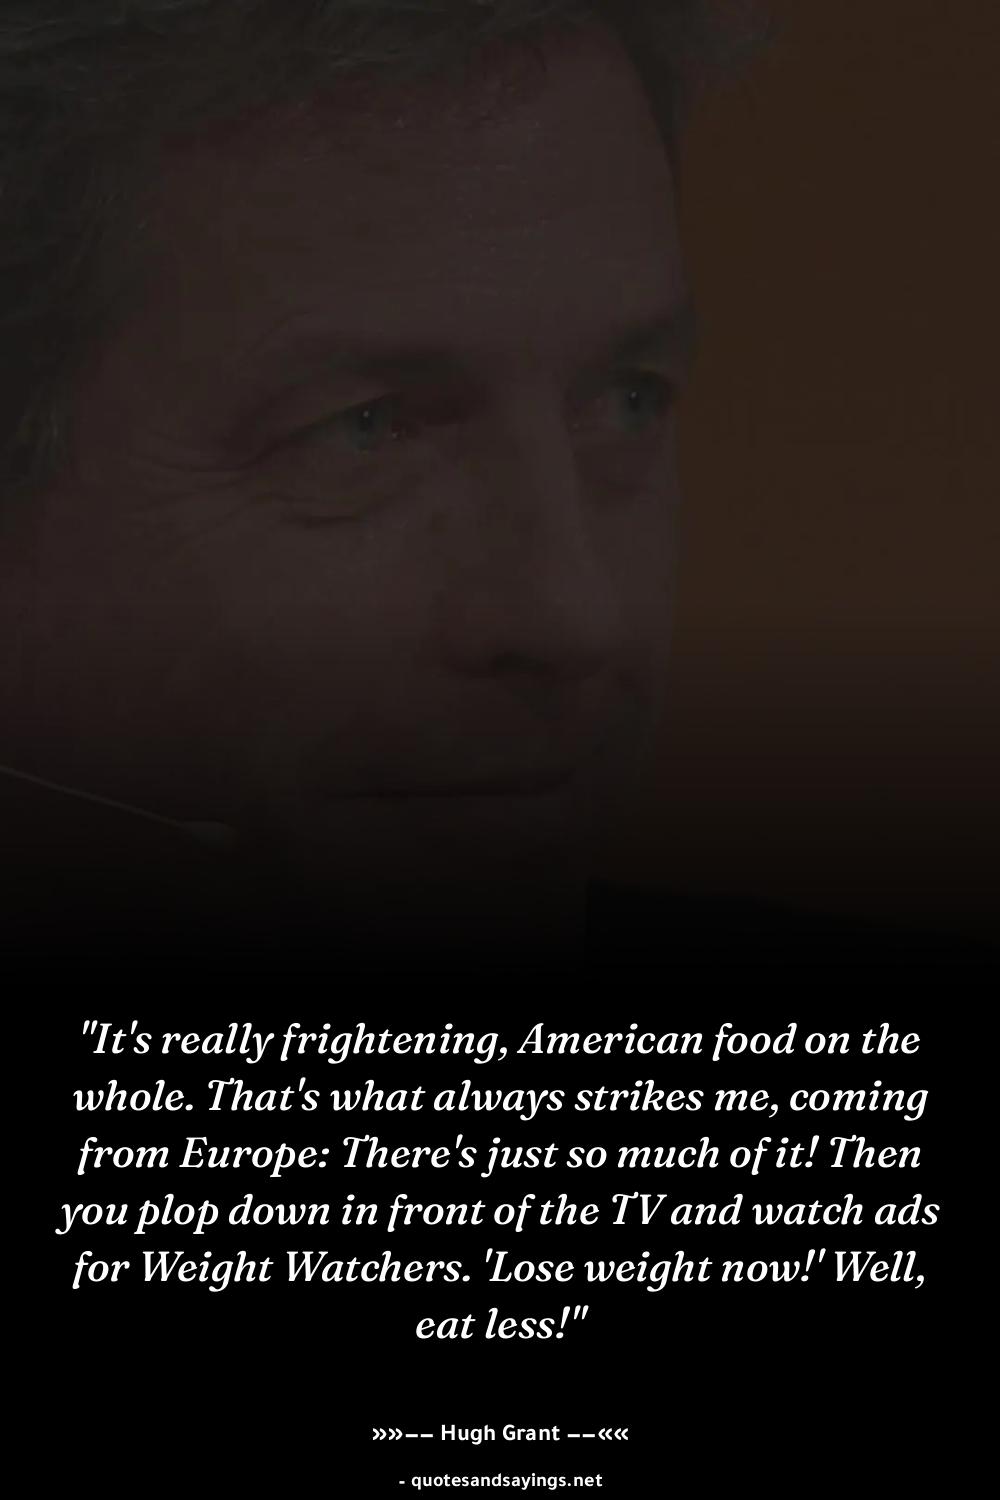 "It's really frightening, American food on the
whole. That's what always strikes me, coming
from Europe: There's just so much of it! Then
you plop down in front of the TV and watch ads
for Weight Watchers. 'Lose weight now!' Well,
eat less!"
»»–– Hugh Grant ––««
- quotesandsayings.net